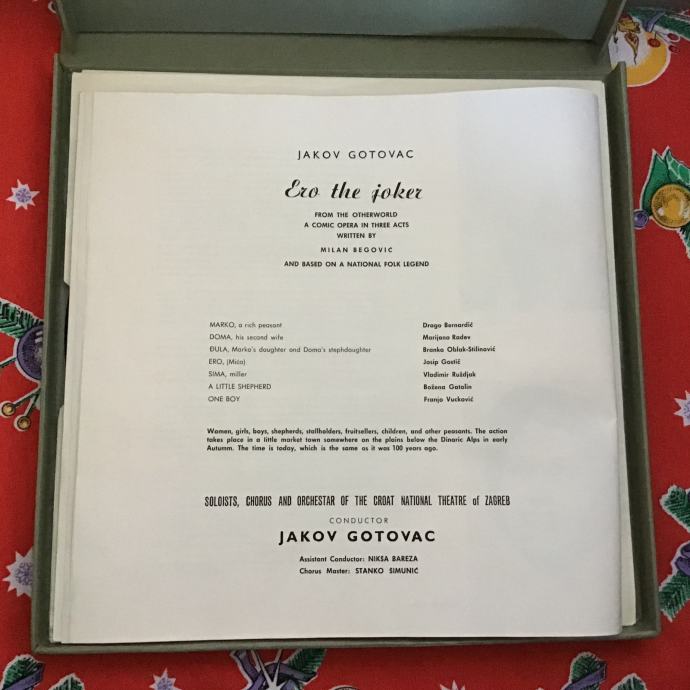 JAKOV GOTOVAC
Ero the joker
FROM THE OTHERWORLD
A COMIC OPERA IN THREE ACTS
WRITTEN BY
MILAN BEGOVIĆ
AND BASED ON A NATIONAL FOLK LEGEND
MARKO, a rich peasant Drago Bernardić
DOMA, his second wife Marijana Radev
ĐULA, Marko's daughter and Doma's stephdaughter Branka Oblak-Stilinović
ERO, (Mića) Josip Gostič
SIMA, miller Vladimir Ruždjak
A LITTLE SHEPHERD Božena Gatolin
ONE BOY Franjo Vucković
Women, girls, boys, shepherds, stallholders, fruitsellers, children, and other peasants. The action
takes place in a little market town somewhere on the plains below the Dinaric Alps in early
Autumn. The time is today, which is the same as it was 100 years ago.
SOLOISTS, CHORUS AND ORCHESTAR OF THE CROAT NATIONAL THEATRE of ZAGREB
CONDUCTOR
JAKOV GOTOVAC
Assistant Conductor: NIKŠA BAREZA
Chorus Master: STANKO ŠIMUNIĆ